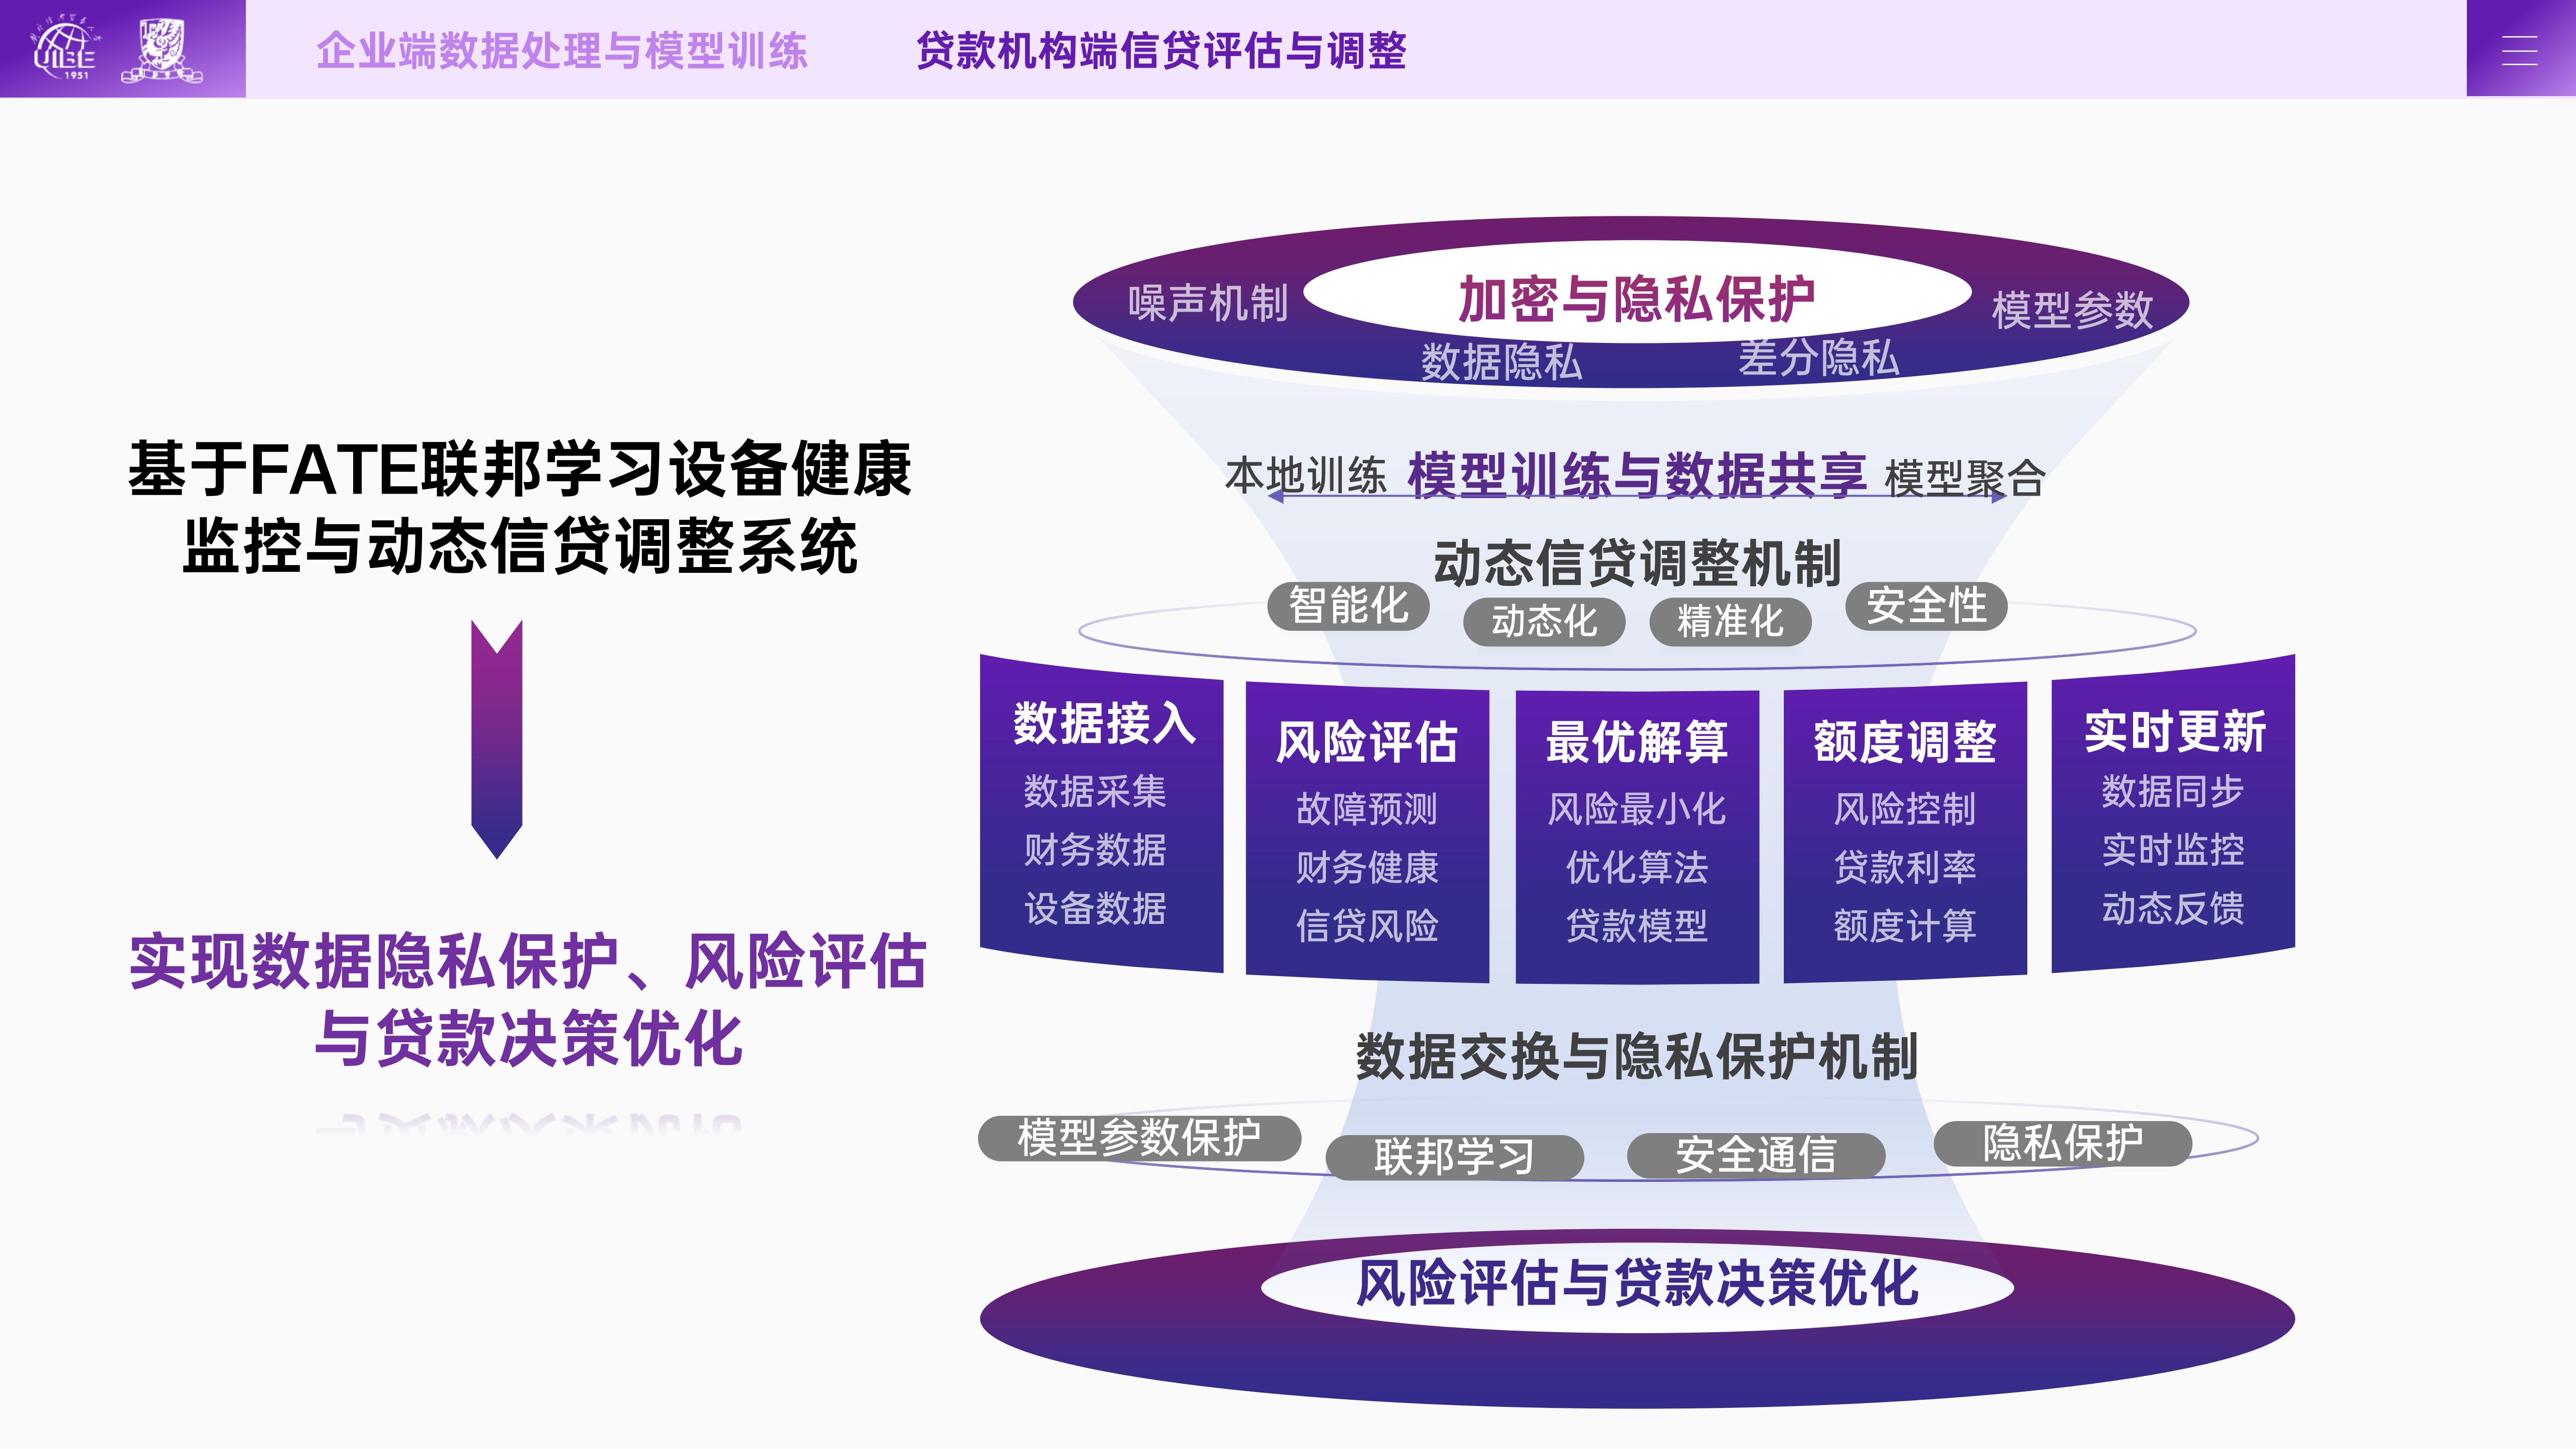 UIBE
1951
企业端数据处理与模型训练
贷款机构端信贷评估与调整
基于FATE联邦学习设备健康
监控与动态信贷调整系统
实现数据隐私保护、风险评估
与贷款决策优化
加密与隐私保护
噪声机制
数据隐私
差分隐私
模型参数
本地训练
模型训练与数据共享
模型聚合
动态信贷调整机制
智能化
动态化
精准化
安全性
数据接入
数据采集
财务数据
设备数据
风险评估
故障预测
财务健康
信贷风险
最优解算
风险最小化
优化算法
贷款模型
额度调整
风险控制
贷款利率
额度计算
实时更新
数据同步
实时监控
动态反馈
数据交换与隐私保护机制
模型参数保护
联邦学习
安全通信
隐私保护
风险评估与贷款决策优化